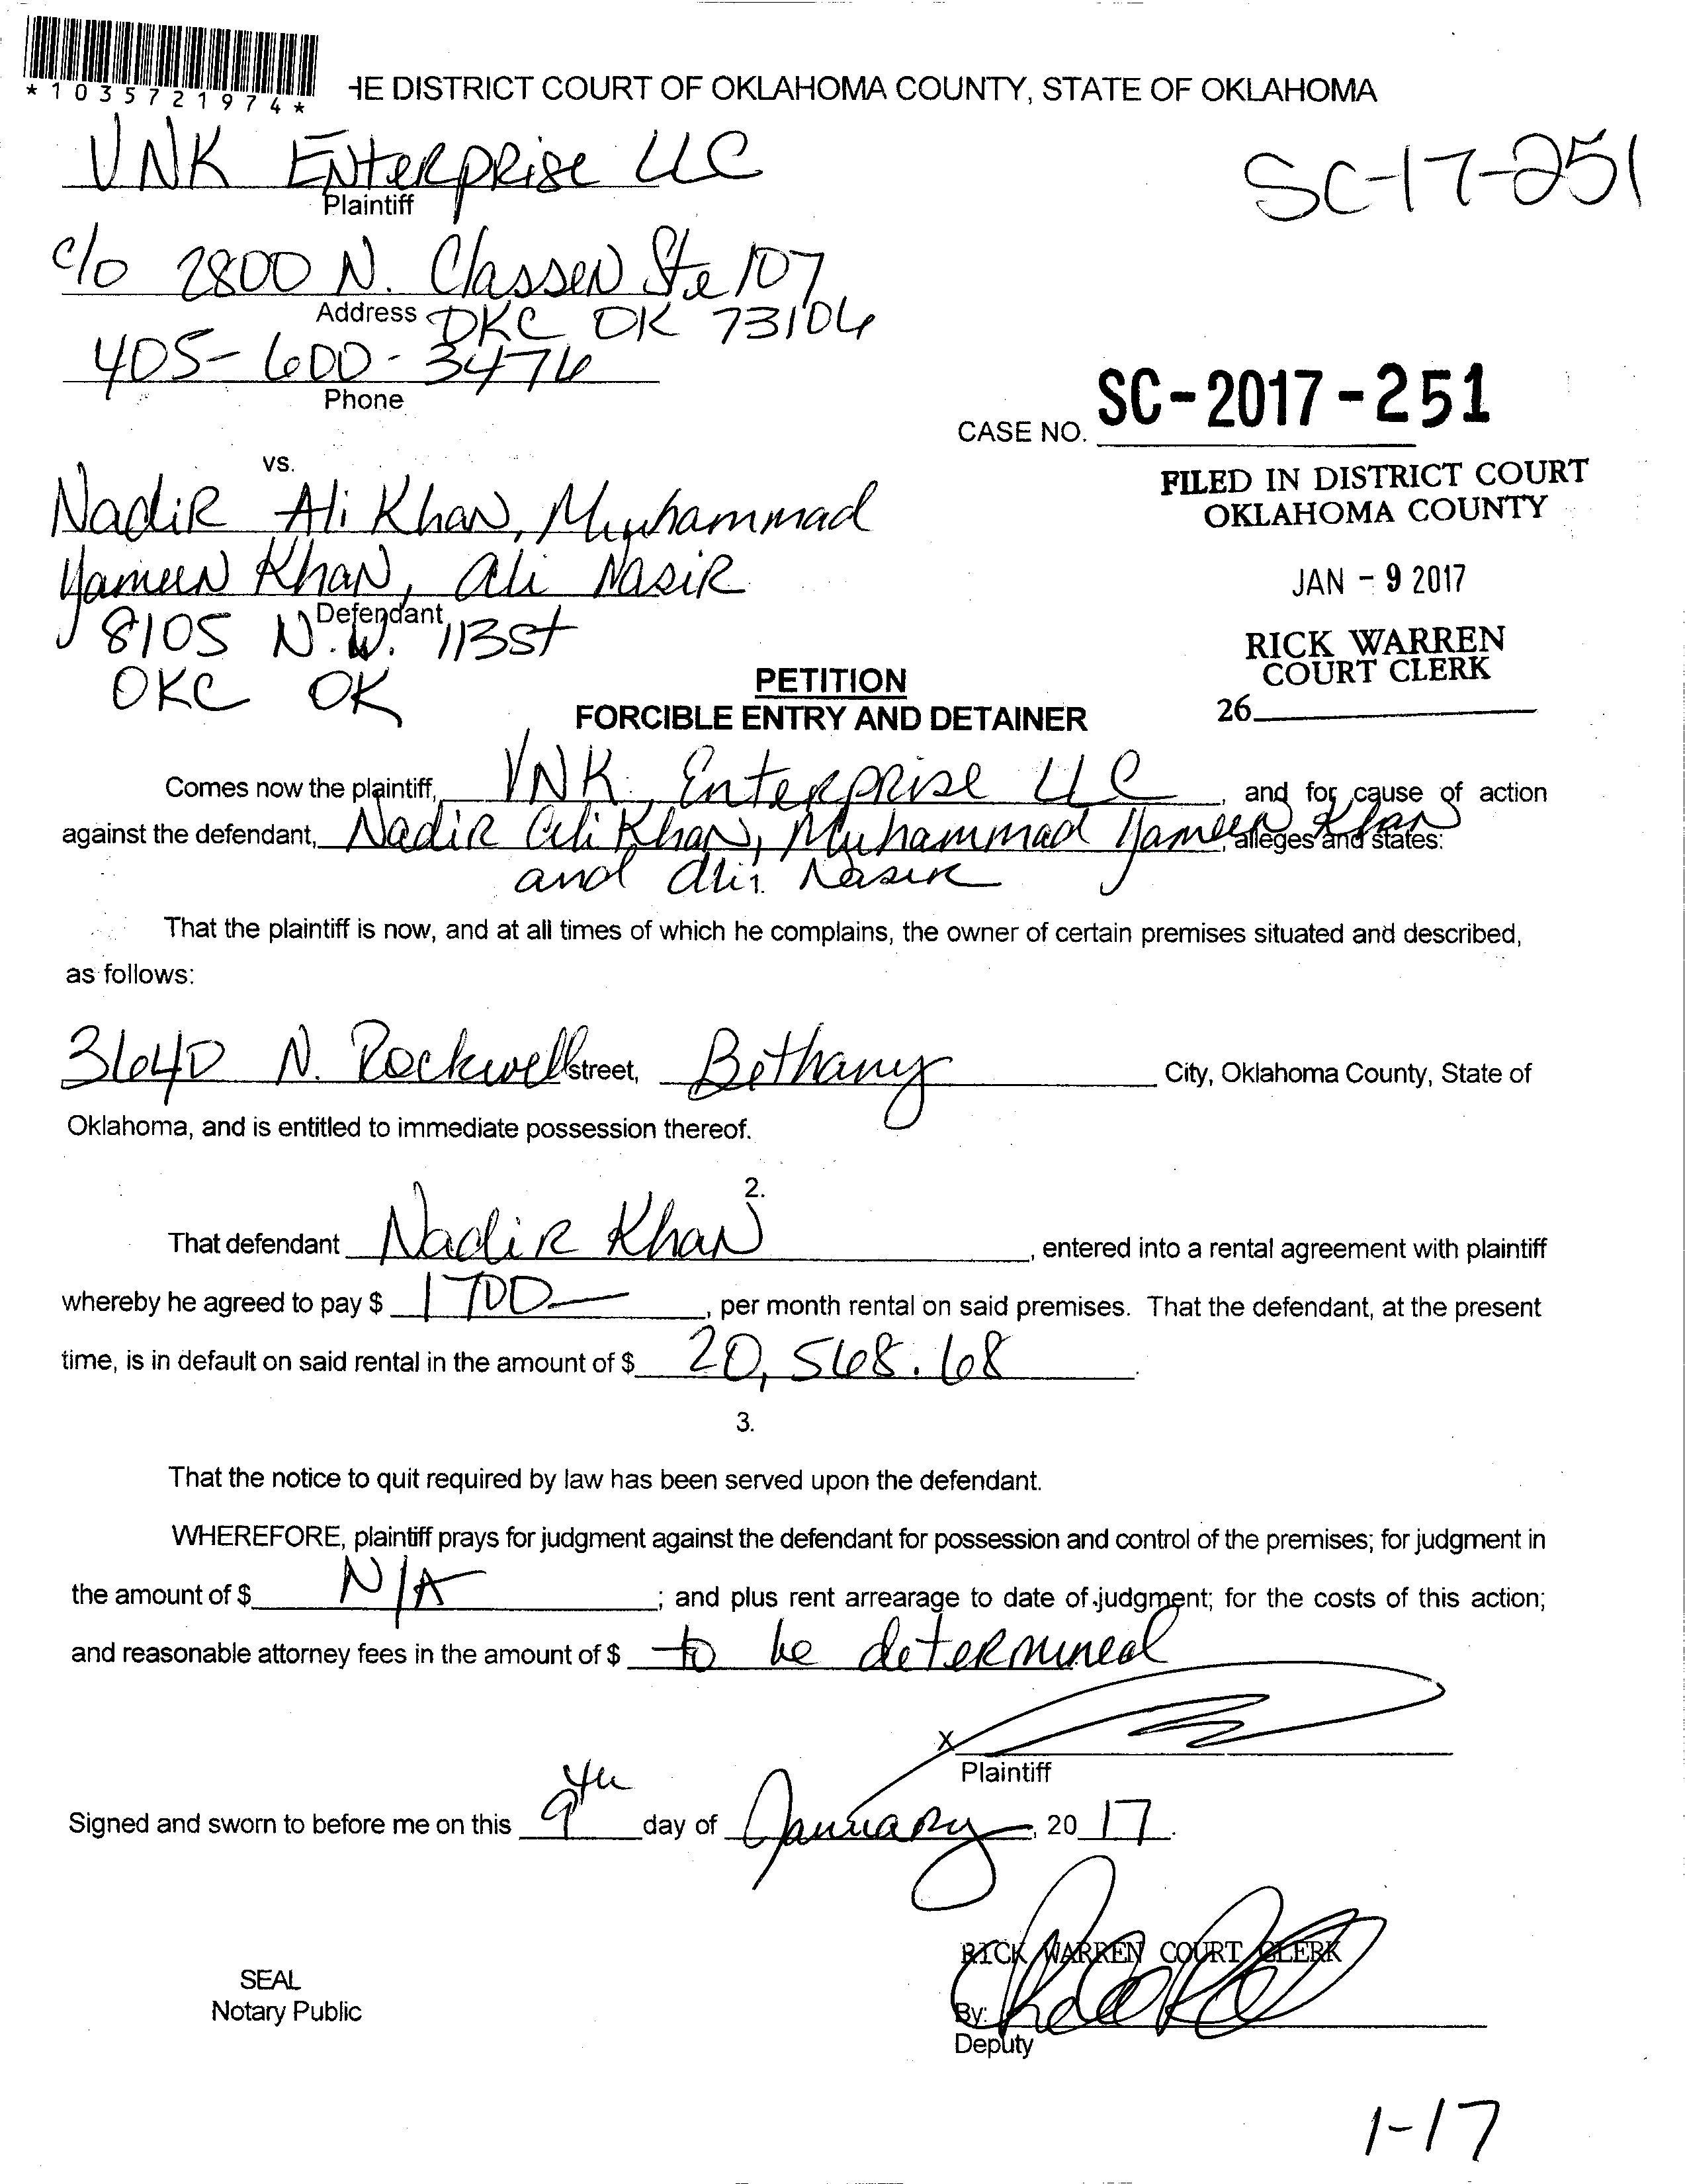 *1035721974*
HE DISTRICT COURT OF OKLAHOMA COUNTY, STATE OF OKLAHOMA
VNK ENterpRise LLC
SC-17-251
Plaintiff
c/o 2800 N. Classen Ste 107
Address OKC OK 73106
405-600-3476
Phone
CASE NO. SC-2017-251
vs.
FILED IN DISTRICT COURT
OKLAHOMA COUNTY
NadiR Ali Khan, Muhammad
Yameen Khan, Ali NasiR
JAN - 9 2017
Defendant
8105 N.W. 113st
RICK WARREN
COURT CLERK
OKC OK
PETITION
26
FORCIBLE ENTRY AND DETAINER
Comes now the plaintiff, VNK, Enterprise LLC, and for cause of action
against the defendant, NadiR Ali Khan, Muhammad Yameen Khan, alleges and states:
and Ali Nasir
That the plaintiff is now, and at all times of which he complains, the owner of certain premises situated and described,
as follows:
3640 N. Rockwell street, Bethany City, Oklahoma County, State of
Oklahoma, and is entitled to immediate possession thereof.
2.
That defendant NadiR Khan, entered into a rental agreement with plaintiff
whereby he agreed to pay $ 1700—, per month rental on said premises. That the defendant, at the present
time, is in default on said rental in the amount of $ 20,568.68.
3.
That the notice to quit required by law has been served upon the defendant.
WHEREFORE, plaintiff prays for judgment against the defendant for possession and control of the premises; for judgment in
the amount of $ N/A; and plus rent arrearage to date of judgment; for the costs of this action;
and reasonable attorney fees in the amount of $ to be determined
X
Plaintiff
Signed and sworn to before me on this 9th day of January, 20 17.
RICK WARREN COURT CLERK
SEAL
Notary Public
By:
Deputy
1-17